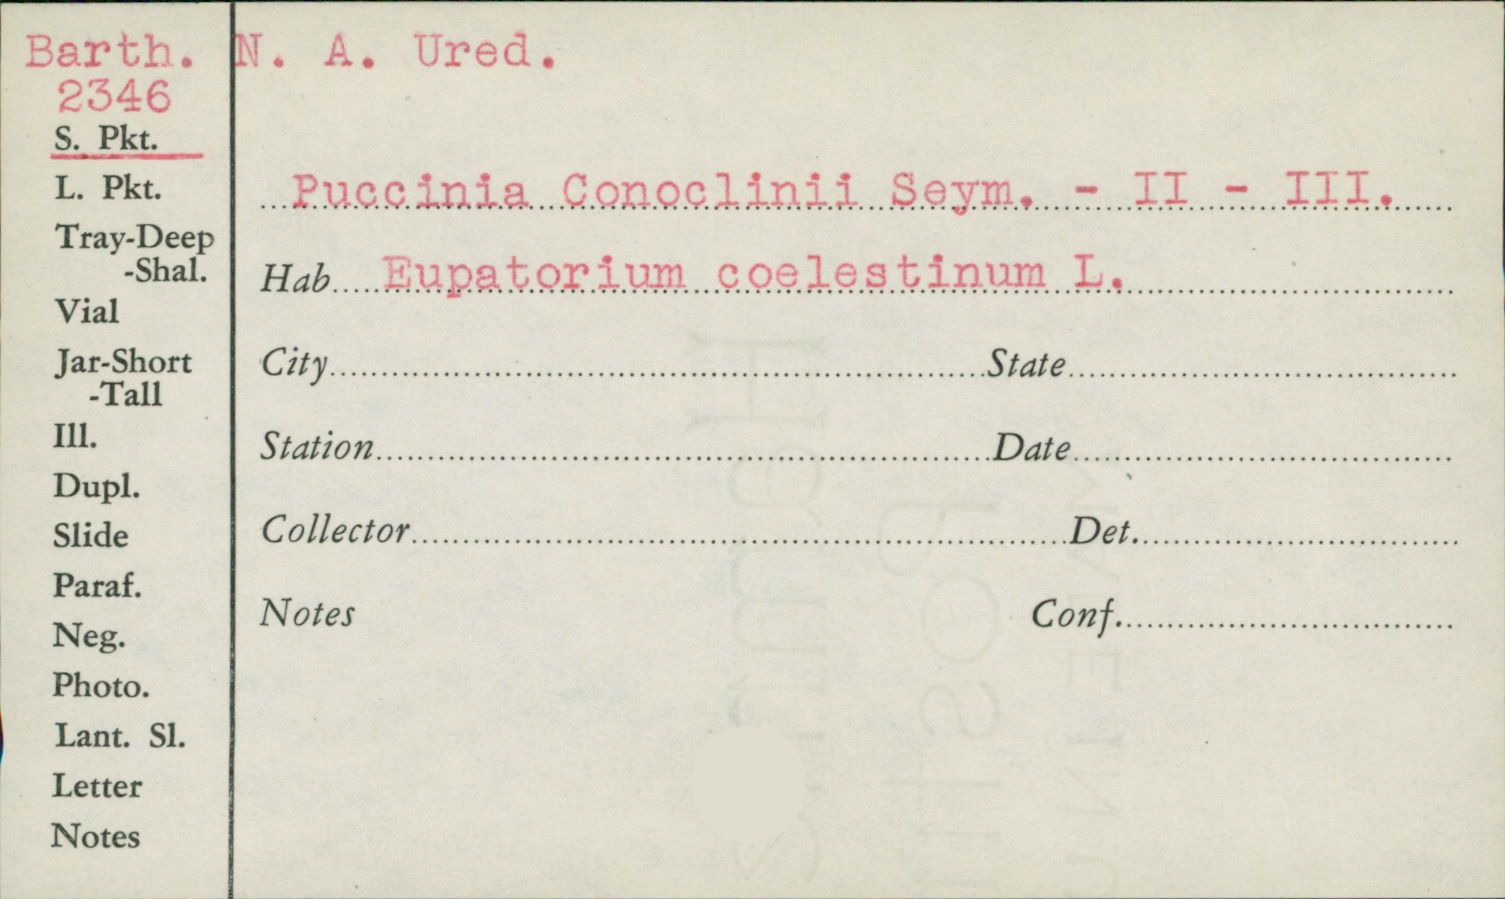 Barth. N. A. Ured.
2346
S. Pkt.
L. Pkt.
Tray-Deep
-Shal.
Vial
Jar-Short
-Tall
Ill.
Dupl.
Slide
Paraf.
Neg.
Photo.
Lant. Sl.
Letter
Notes
Puccinia Conoclinii Seym. - II - III.
Hab Eupatorium coelestinum L.
City State
Station Date
Collector Det.
Notes Conf.